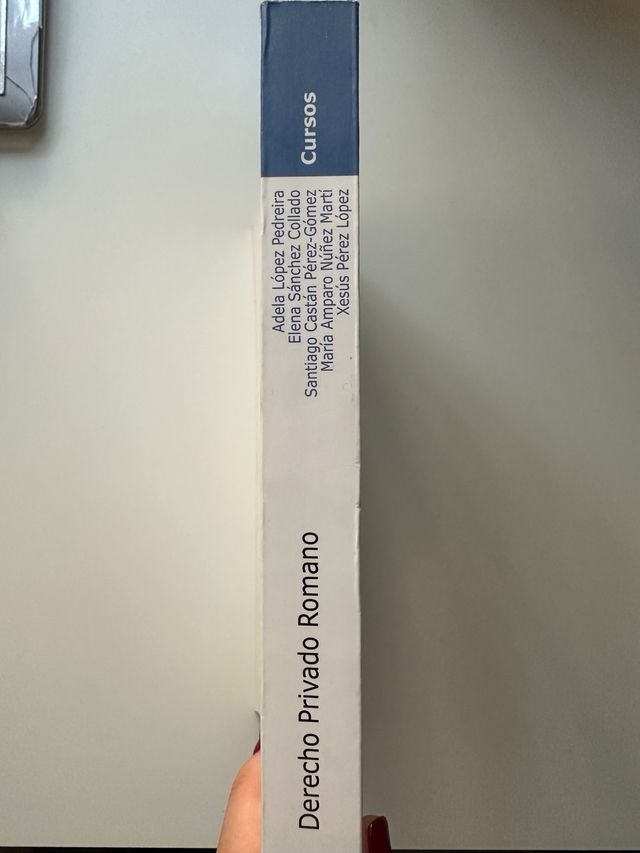 Cursos
Adela López Pedreira
Elena Sánchez Collado
Santiago Castán Pérez-Gómez
María Amparo Núñez Martí
Xesús Pérez López
Derecho Privado Romano